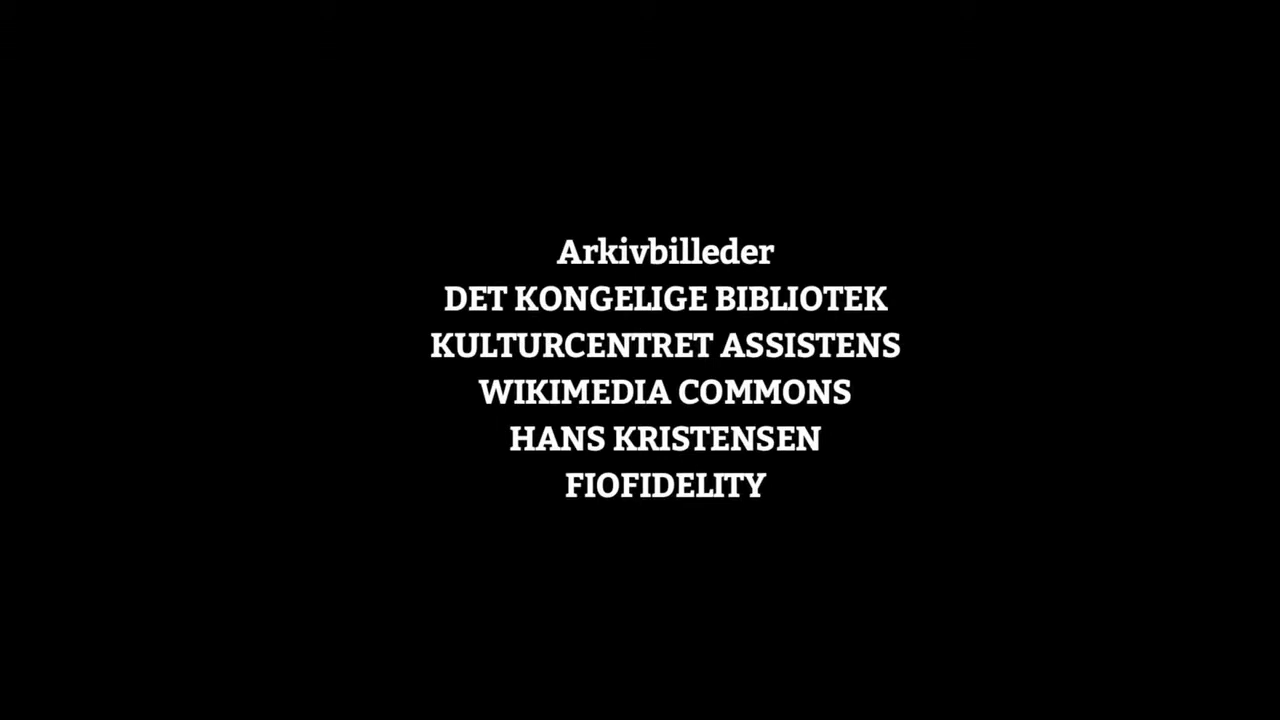 Arkivbilleder
DET KONGELIGE BIBLIOTEK
KULTURCENTRET ASSISTENS
WIKIMEDIA COMMONS
HANS KRISTENSEN
FIOFIDELITY